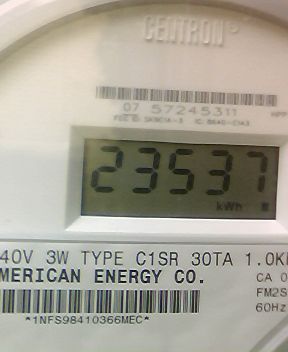 CENTRON®
07 57245311
23537
kWh
40V 3W TYPE C1SR 30TA 1.0K
MERICAN ENERGY CO.
CA 0
FM2S
60Hz
*1NFS98410366MEC*